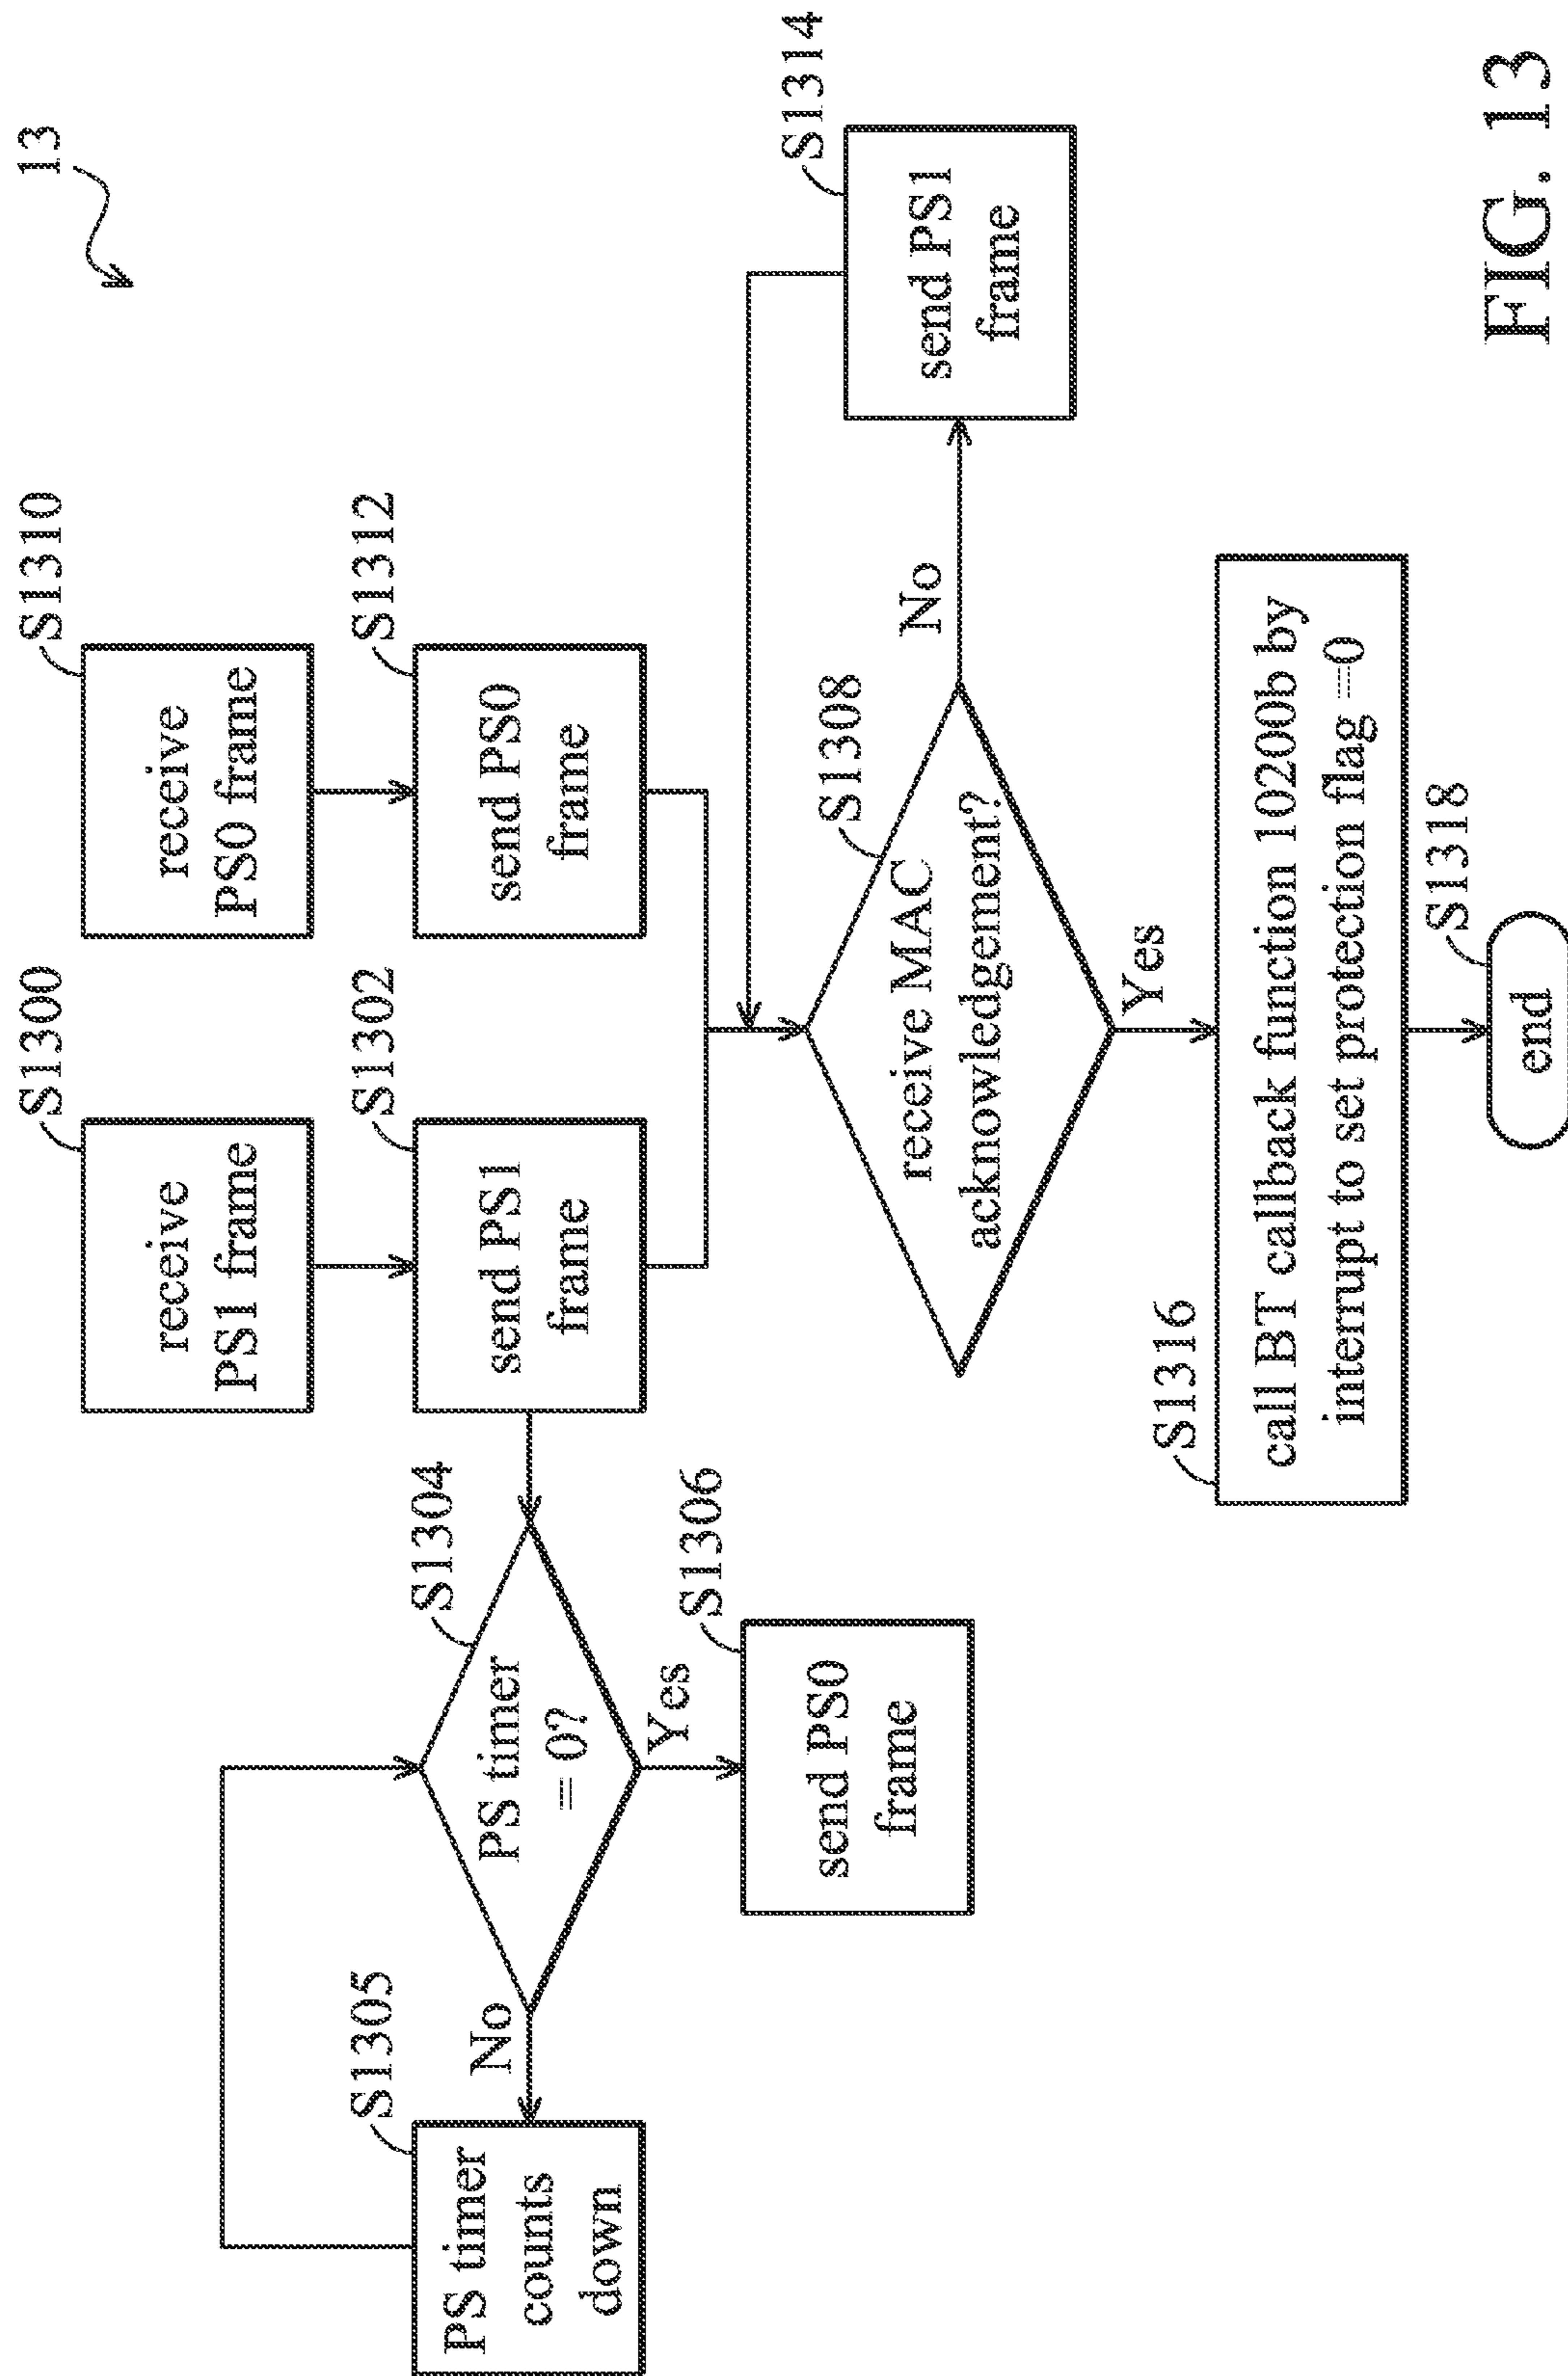 13
S1300
receive
PS1 frame
S1310
receive
PS0 frame
S1302
send PS1
frame
S1312
send PS0
frame
S1305
PS timer
counts
down
No
S1304
PS timer
= 0?
Yes
S1306
send PS0
frame
S1308
receive MAC
acknowledgement?
No
S1314
send PS1
frame
Yes
S1316
call BT callback function 10200b by
interrupt to set protection flag ==0
S1318
end
FIG. 13